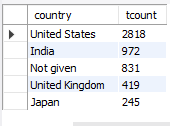 country tcount
United States 2818
India 972
Not given 831
United Kingdom 419
Japan 245